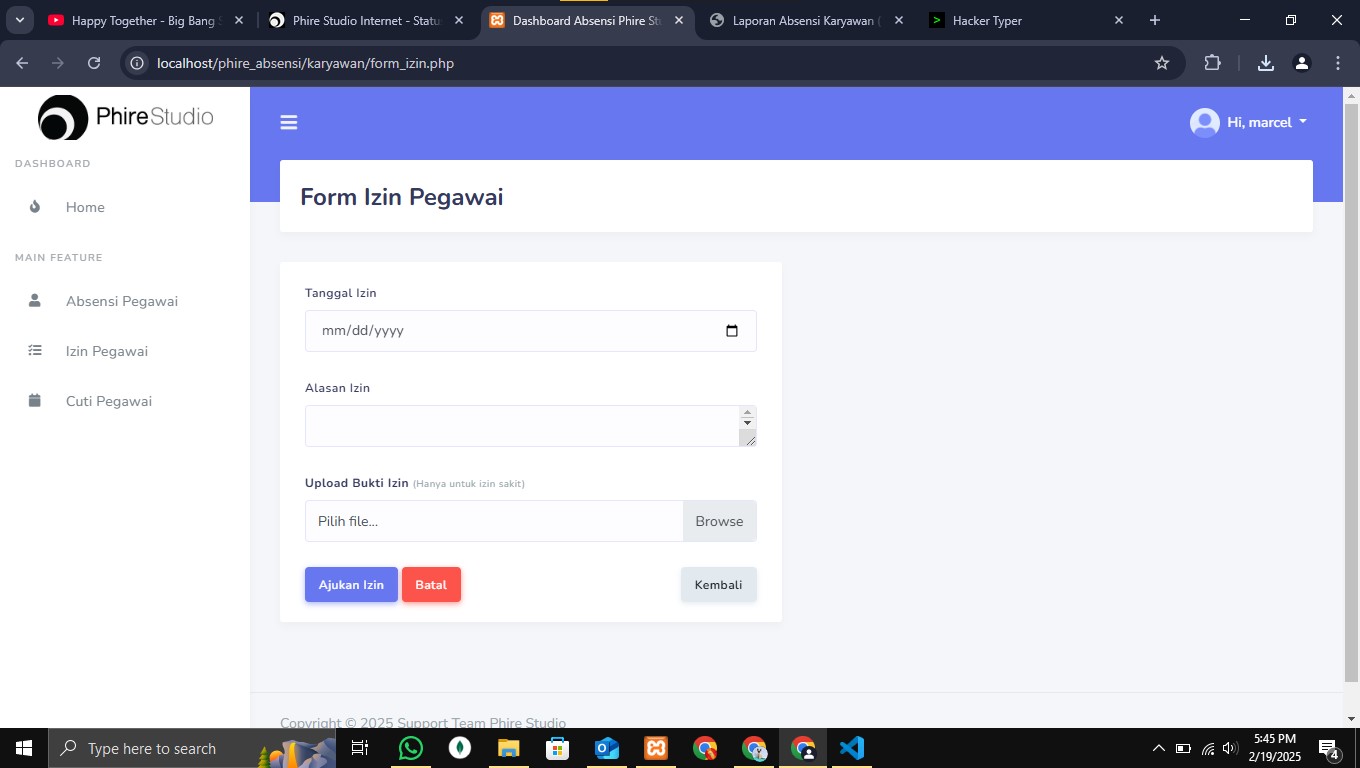 Happy Together - Big Bang S
Phire Studio Internet - Status
Dashboard Absensi Phire Stu
Laporan Absensi Karyawan (
Hacker Typer
localhost/phire_absensi/karyawan/form_izin.php
PhireStudio
Hi, marcel
DASHBOARD
Home
MAIN FEATURE
Absensi Pegawai
Izin Pegawai
Cuti Pegawai
Form Izin Pegawai
Tanggal Izin
mm/dd/yyyy
Alasan Izin
Upload Bukti Izin (Hanya untuk izin sakit)
Pilih file... Browse
Ajukan Izin Batal Kembali
Copyright © 2025 Support Team Phire Studio
Type here to search
5:45 PM
2/19/2025
4